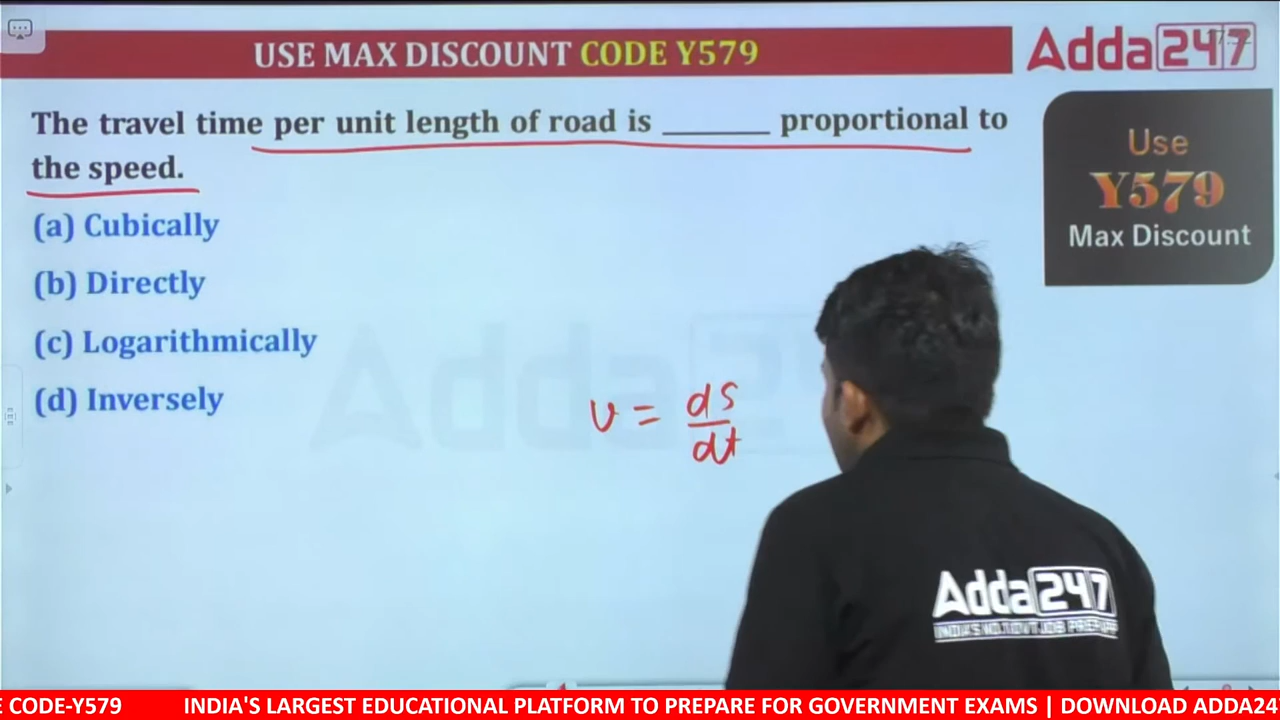 USE MAX DISCOUNT CODE Y579
Adda247
The travel time per unit length of road is ______ proportional to
the speed.
(a) Cubically
(b) Directly
(c) Logarithmically
(d) Inversely
Use
Y579
Max Discount
v = ds/dt
Adda247
Adda247
E CODE-Y579 INDIA'S LARGEST EDUCATIONAL PLATFORM TO PREPARE FOR GOVERNMENT EXAMS | DOWNLOAD ADDA24